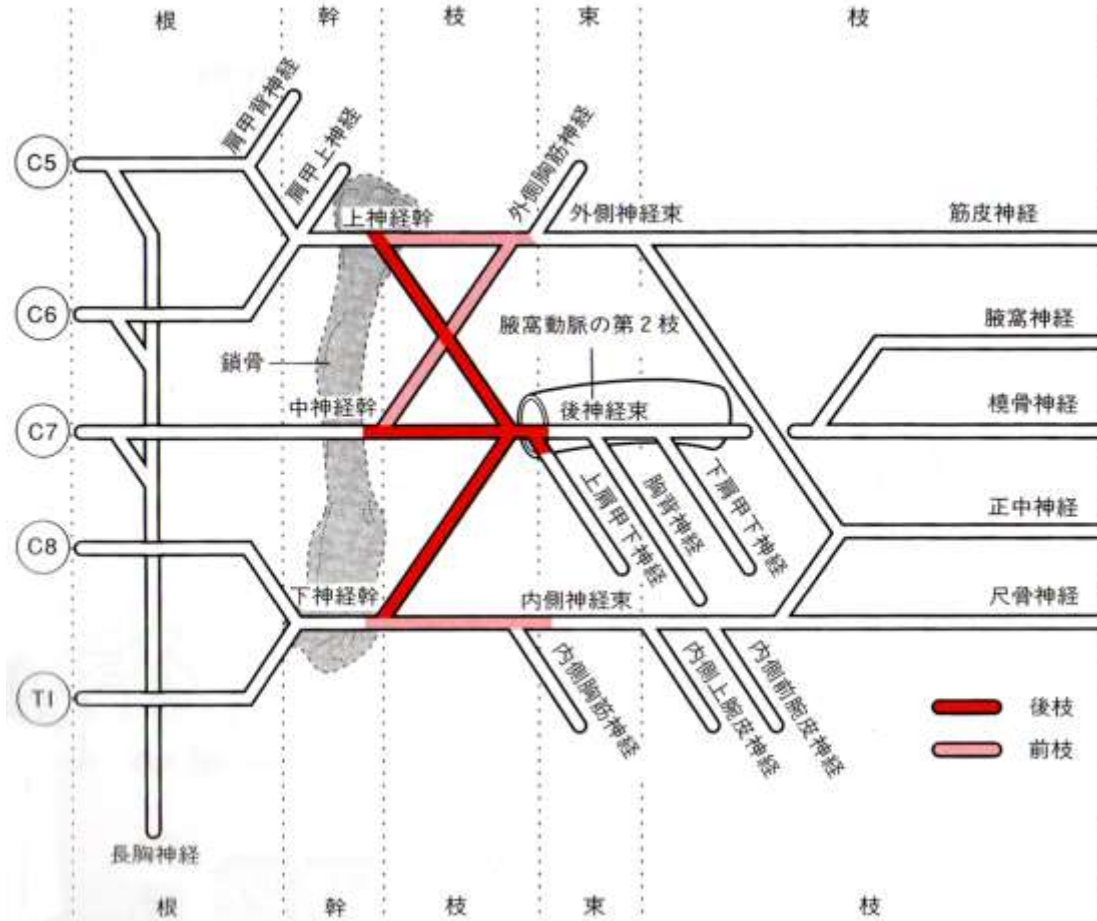 根
幹
枝
束
枝
肩甲背神経
肩甲上神経
外側胸筋神経
C5
上神経幹
外側神経束
筋皮神経
C6
腋窩神経
腋窩動脈の第2枝
鎖骨
中神経幹
後神経束
橈骨神経
C7
上肩甲下神経
胸背神経
下肩甲下神経
正中神経
C8
下神経幹
内側神経束
尺骨神経
T1
内側胸筋神経
内側上腕皮神経
内側前腕皮神経
後枝
前枝
長胸神経
根
幹
枝
束
枝